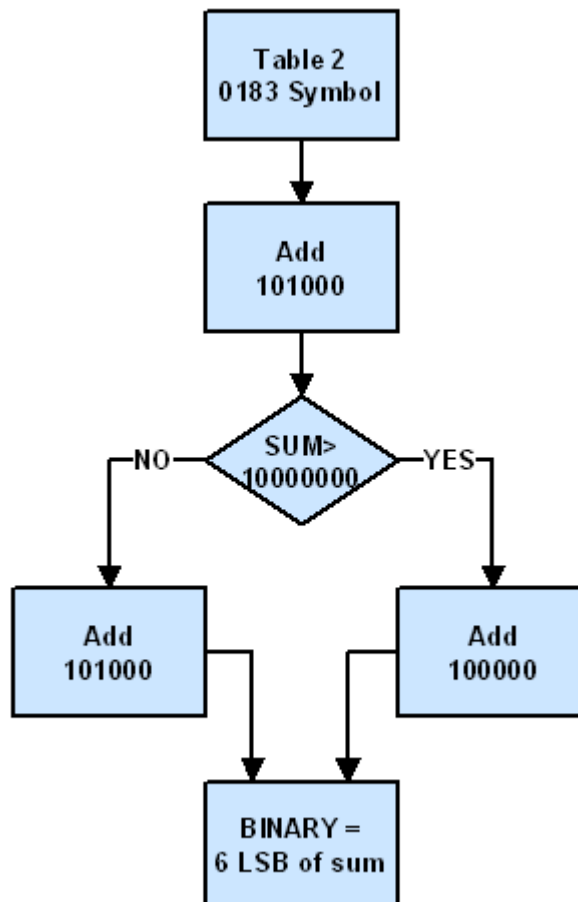 Table 2
0183 Symbol
Add
101000
SUM>
10000000
NO
YES
Add
101000
Add
100000
BINARY =
6 LSB of sum